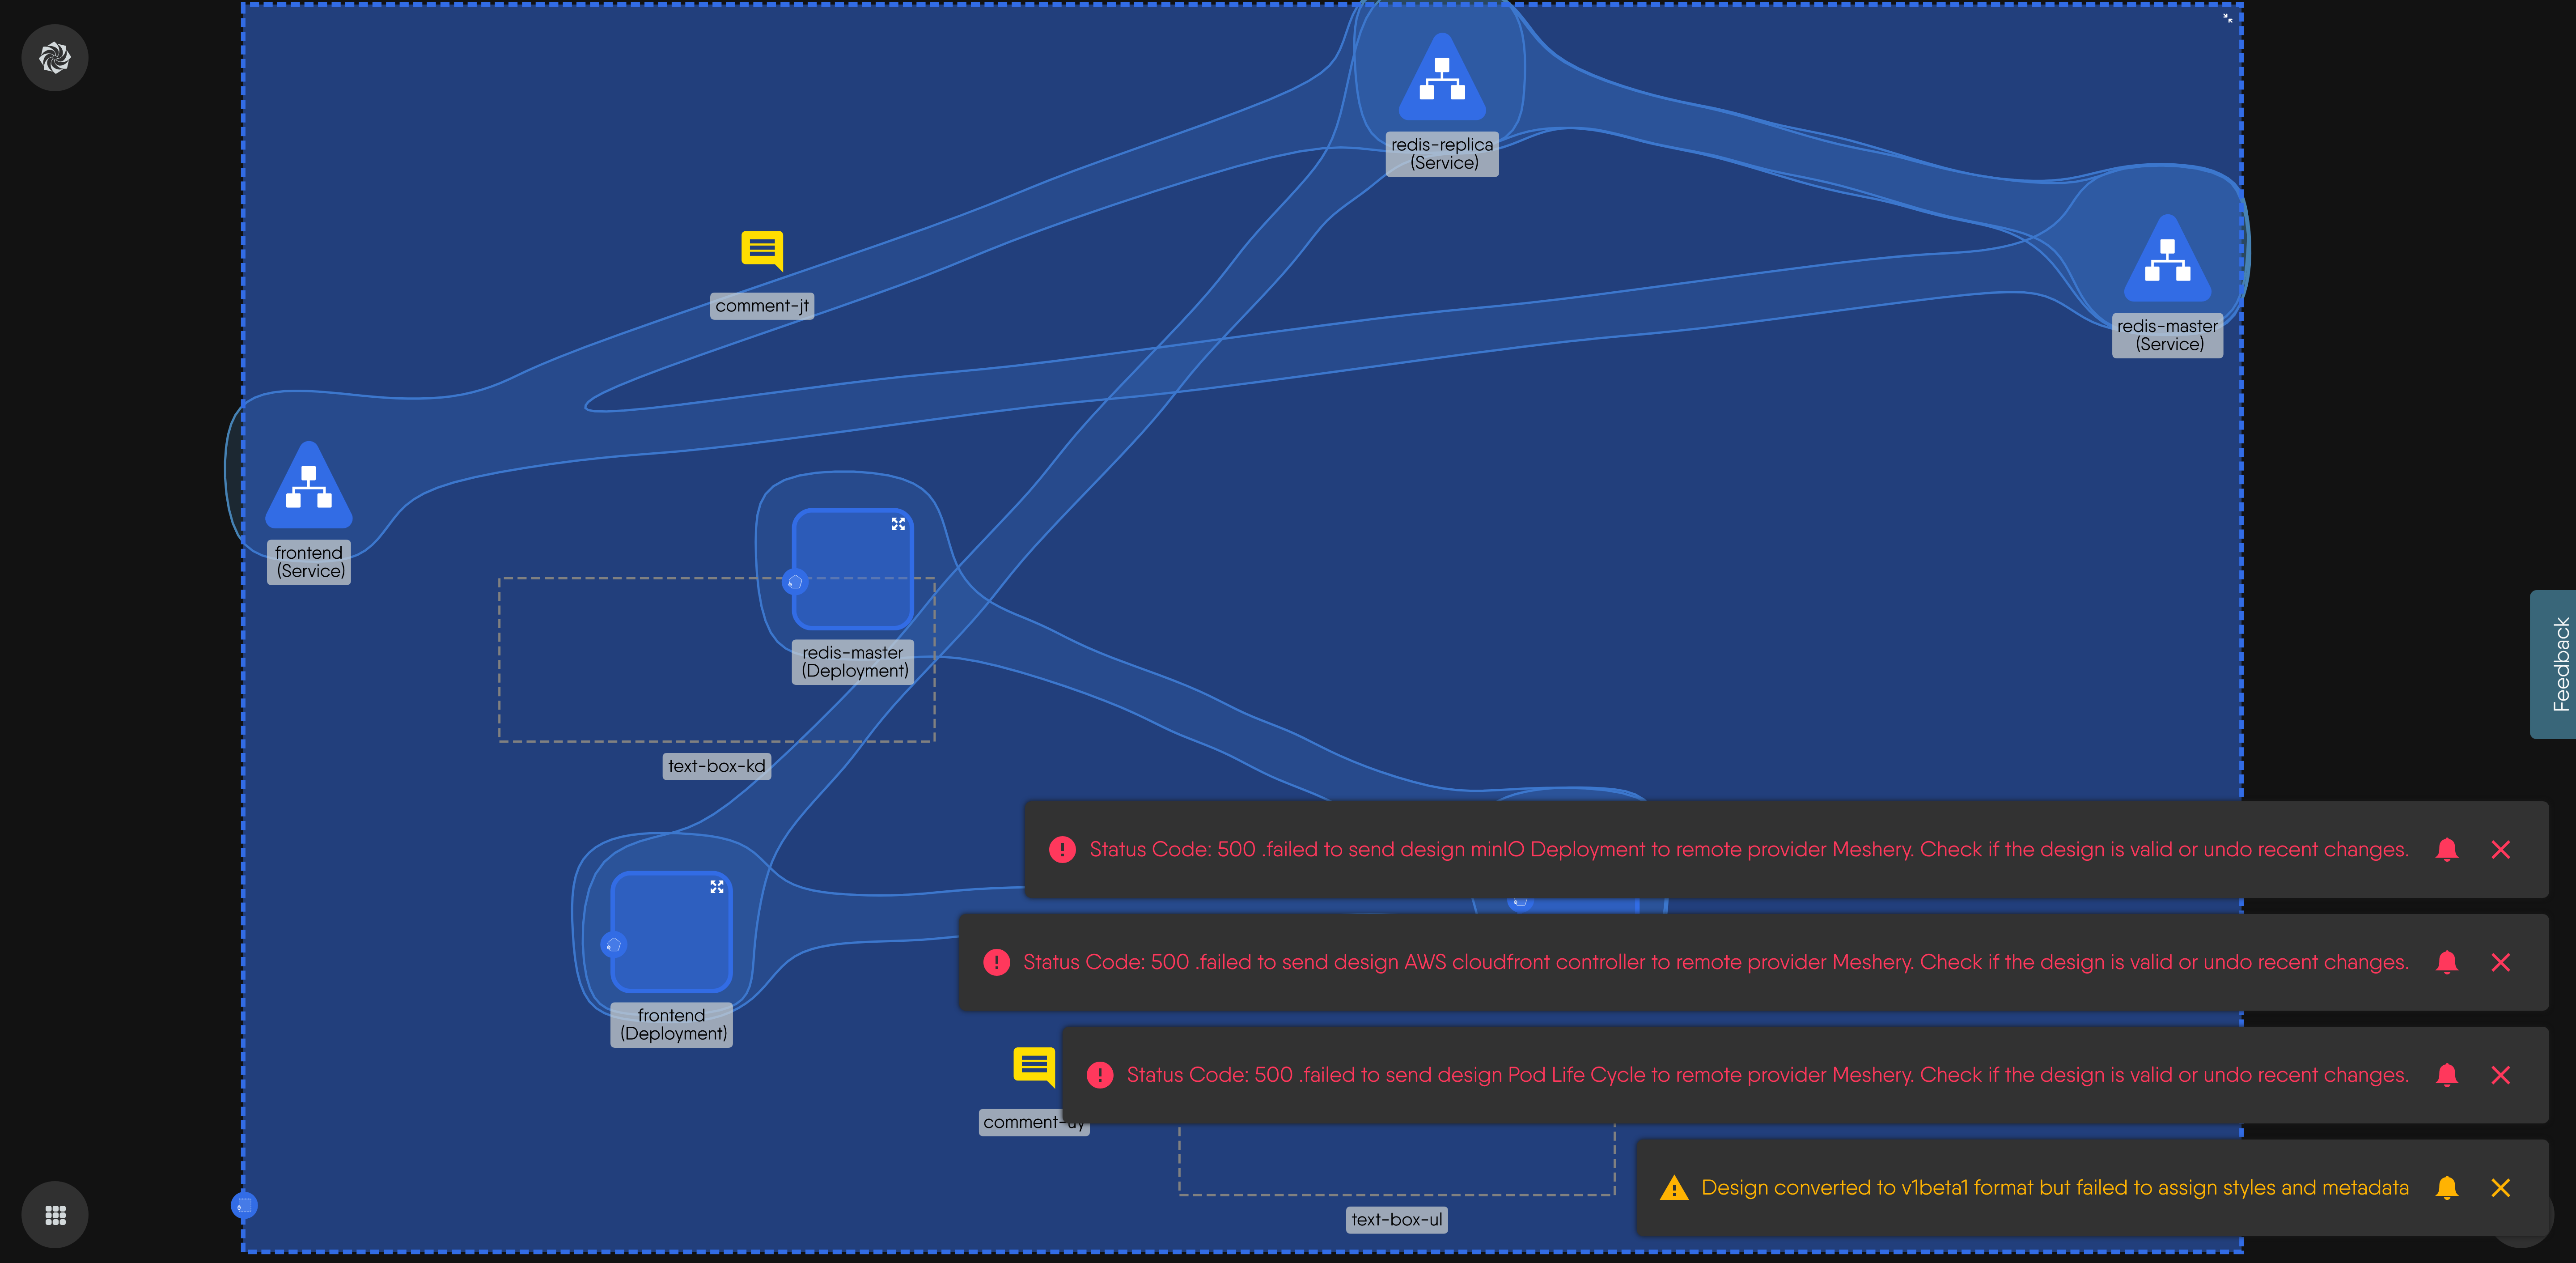 redis-replica
(Service)
comment-jt
redis-master
(Service)
frontend
(Service)
redis-master
(Deployment)
Feedback
text-box-kd
Status Code: 500 .failed to send design minIO Deployment to remote provider Meshery. Check if the design is valid or undo recent changes.
Status Code: 500 .failed to send design AWS cloudfront controller to remote provider Meshery. Check if the design is valid or undo recent changes.
frontend
(Deployment)
Status Code: 500 .failed to send design Pod Life Cycle to remote provider Meshery. Check if the design is valid or undo recent changes.
Design converted to v1beta1 format but failed to assign styles and metadata
text-box-ul